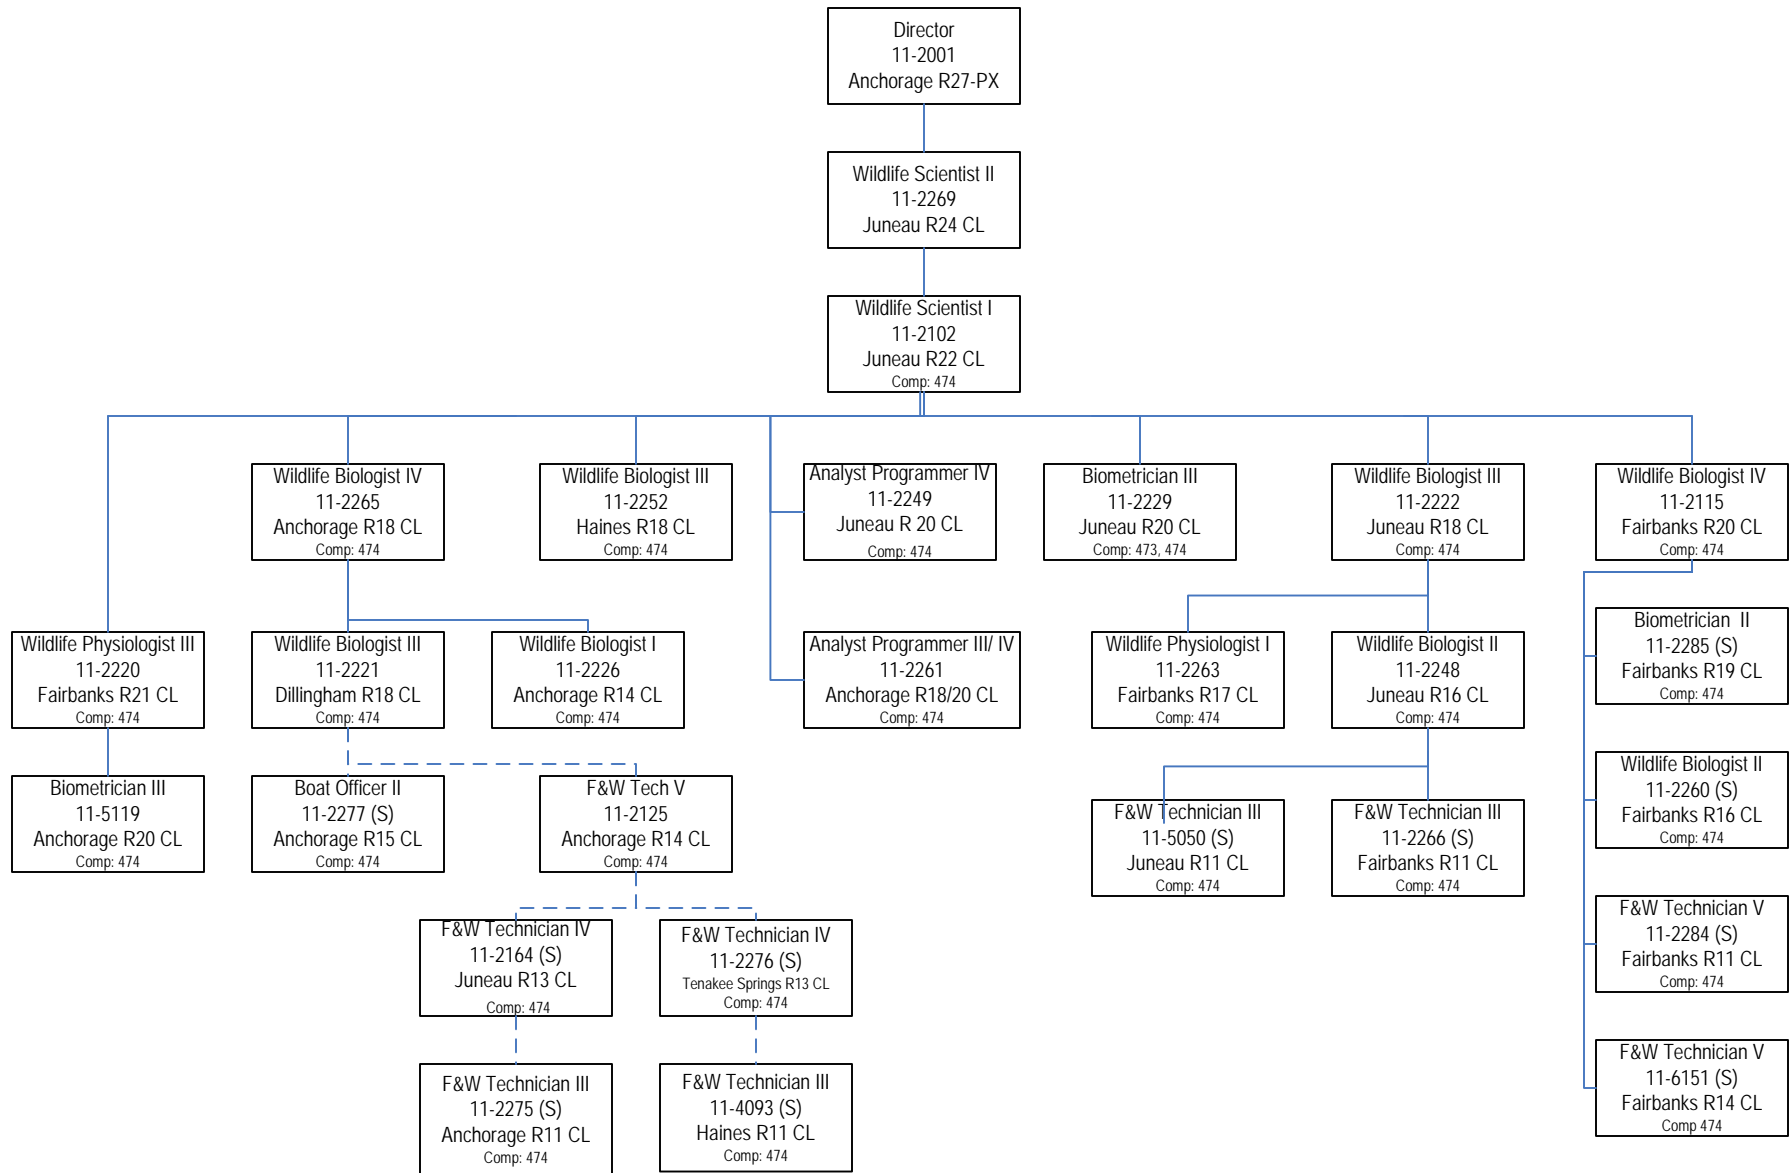 Director
11-2001
Anchorage R27-PX
Wildlife Scientist II
11-2269
Juneau R24 CL
Wildlife Scientist I
11-2102
Juneau R22 CL
Comp: 474
Wildlife Biologist IV
11-2265
Anchorage R18 CL
Comp: 474
Wildlife Biologist III
11-2252
Haines R18 CL
Comp: 474
Analyst Programmer IV
11-2249
Juneau R 20 CL
Comp: 474
Biometrician III
11-2229
Juneau R20 CL
Comp: 473, 474
Wildlife Biologist III
11-2222
Juneau R18 CL
Comp: 474
Wildlife Biologist IV
11-2115
Fairbanks R20 CL
Comp: 474
Wildlife Physiologist III
11-2220
Fairbanks R21 CL
Comp: 474
Wildlife Biologist III
11-2221
Dillingham R18 CL
Comp: 474
Wildlife Biologist I
11-2226
Anchorage R14 CL
Comp: 474
Analyst Programmer III/ IV
11-2261
Anchorage R18/20 CL
Comp: 474
Wildlife Physiologist I
11-2263
Fairbanks R17 CL
Comp: 474
Wildlife Biologist II
11-2248
Juneau R16 CL
Comp: 474
Biometrician II
11-2285 (S)
Fairbanks R19 CL
Comp: 474
Biometrician III
11-5119
Anchorage R20 CL
Comp: 474
Boat Officer II
11-2277 (S)
Anchorage R15 CL
Comp: 474
F&W Tech V
11-2125
Anchorage R14 CL
Comp: 474
F&W Technician III
11-5050 (S)
Juneau R11 CL
Comp: 474
F&W Technician III
11-2266 (S)
Fairbanks R11 CL
Comp: 474
Wildlife Biologist II
11-2260 (S)
Fairbanks R16 CL
Comp: 474
F&W Technician IV
11-2164 (S)
Juneau R13 CL
Comp: 474
F&W Technician IV
11-2276 (S)
Tenakee Springs R13 CL
Comp: 474
F&W Technician V
11-2284 (S)
Fairbanks R11 CL
Comp: 474
F&W Technician III
11-2275 (S)
Anchorage R11 CL
Comp: 474
F&W Technician III
11-4093 (S)
Haines R11 CL
Comp: 474
F&W Technician V
11-6151 (S)
Fairbanks R14 CL
Comp 474